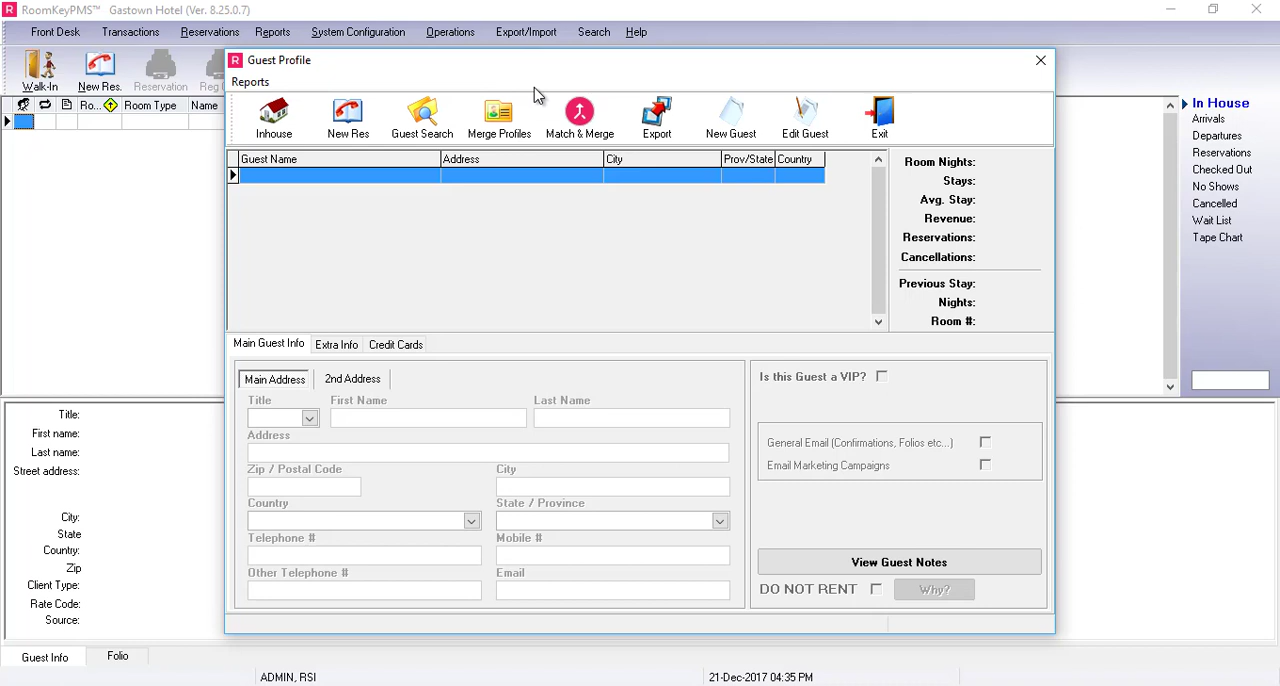 R RoomKeyPMS™ Gastown Hotel (Ver. 8.25.0.7)
Front Desk Transactions Reservations Reports System Configuration Operations Export/Import Search Help
Walk-In New Res. Reservation Reg
Ro... Room Type Name
R Guest Profile
Reports
Inhouse New Res Guest Search Merge Profiles Match & Merge Export New Guest Edit Guest Exit
Guest Name Address City Prov/State Country
Room Nights:
Stays:
Avg. Stay:
Revenue:
Reservations:
Cancellations:
Previous Stay:
Nights:
Room #:
Main Guest Info Extra Info Credit Cards
Main Address 2nd Address
Title First Name Last Name
Address
Zip / Postal Code City
Country State / Province
Telephone # Mobile #
Other Telephone # Email
Is this Guest a VIP?
General Email (Confirmations, Folios etc...)
Email Marketing Campaigns
View Guest Notes
DO NOT RENT Why?
In House
Arrivals
Departures
Reservations
Checked Out
No Shows
Cancelled
Wait List
Tape Chart
Title:
First name:
Last name:
Street address:
City:
State
Country:
Zip
Client Type:
Rate Code:
Source:
Guest Info Folio
ADMIN, RSI 21-Dec-2017 04:35 PM